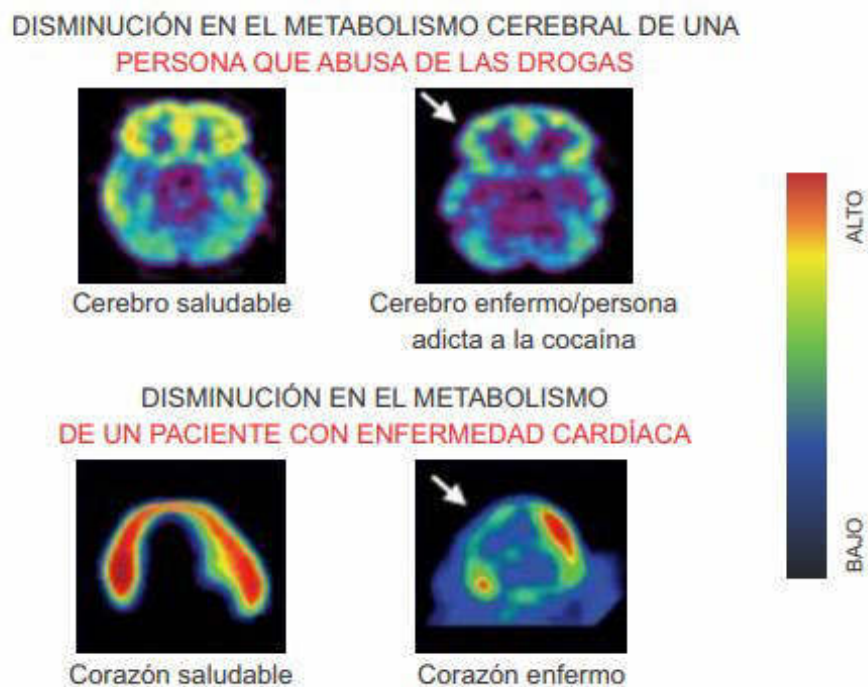 DISMINUCIÓN EN EL METABOLISMO CEREBRAL DE UNA
PERSONA QUE ABUSA DE LAS DROGAS
Cerebro saludable
Cerebro enfermo/persona
adicta a la cocaína
ALTO
BAJO
DISMINUCIÓN EN EL METABOLISMO
DE UN PACIENTE CON ENFERMEDAD CARDÍACA
Corazón saludable
Corazón enfermo